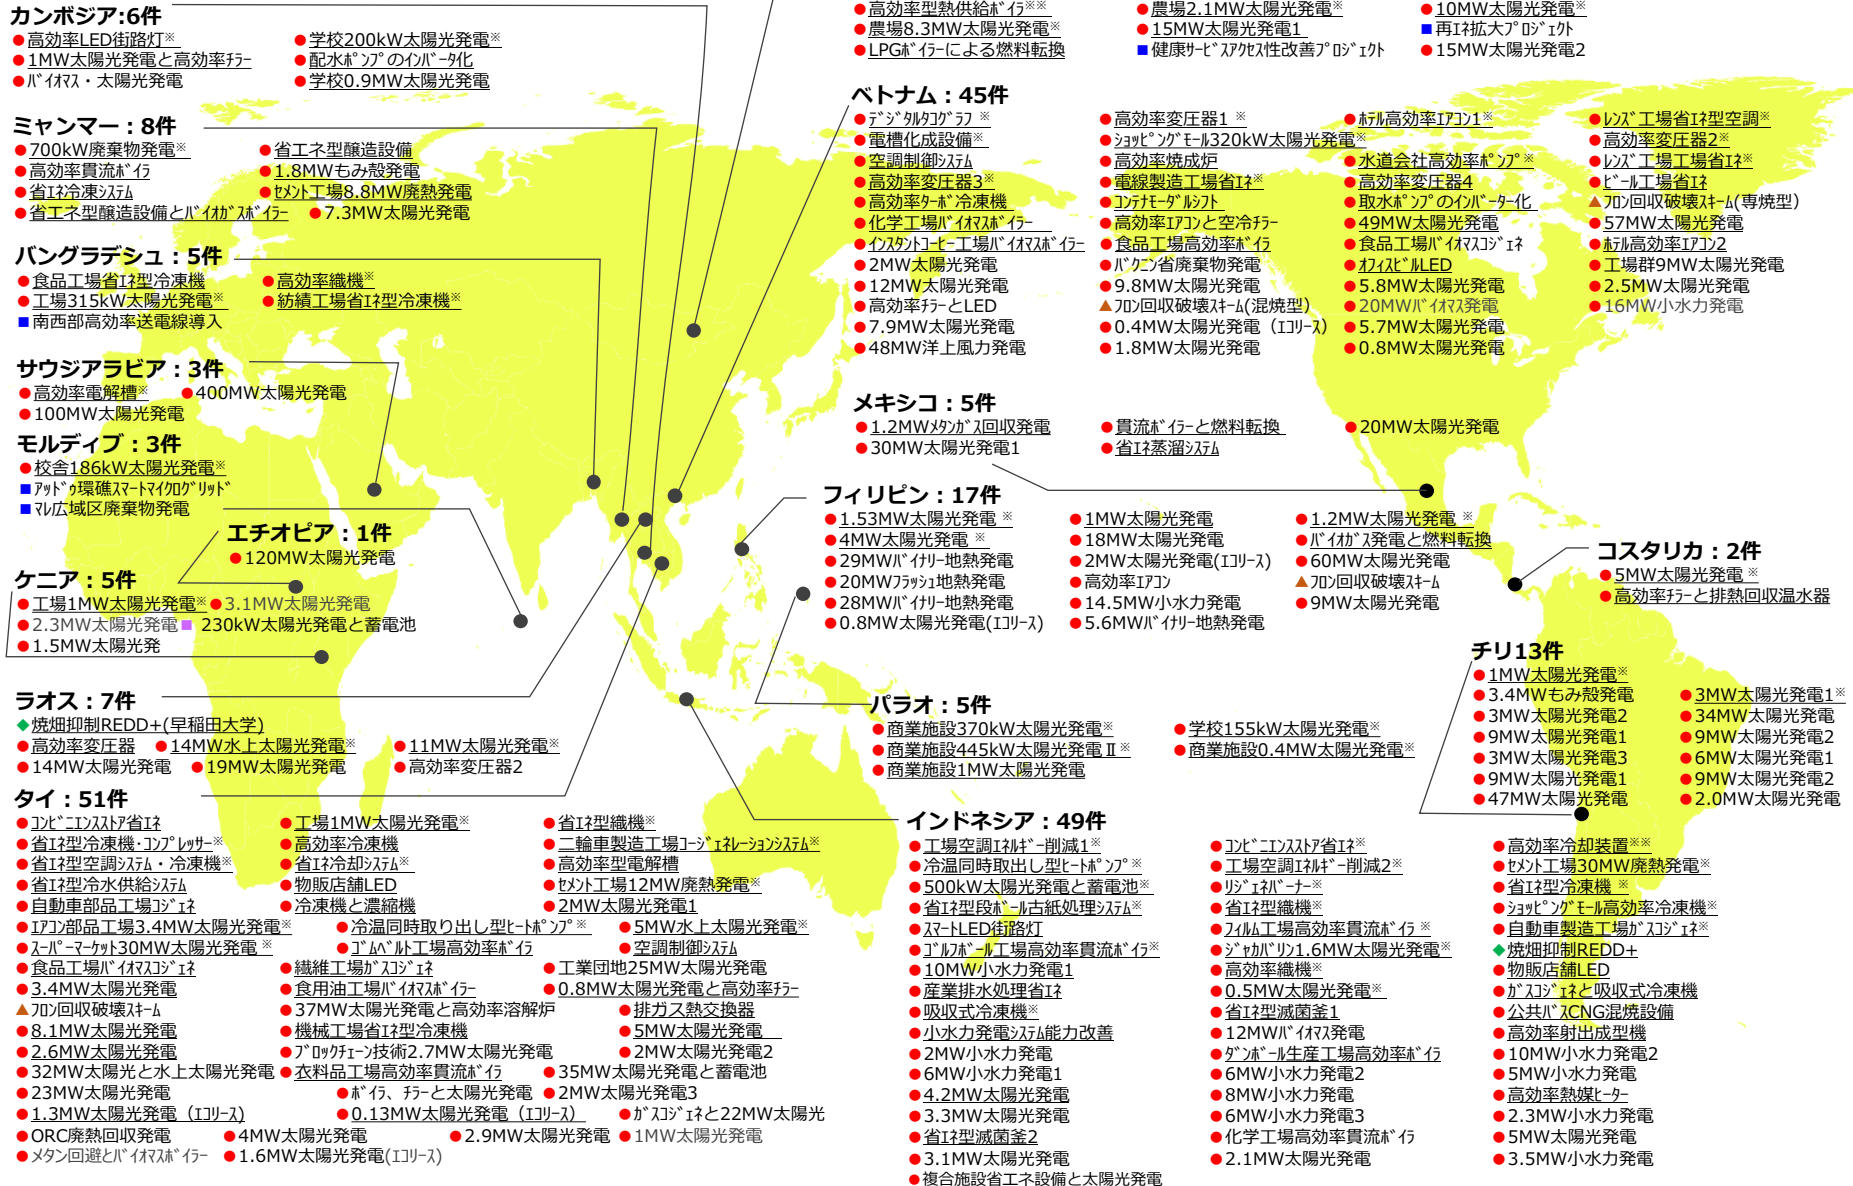 カンボジア:6件
●高効率LED街路灯※ ●学校200kW太陽光発電※
●1MW太陽光発電と高効率ﾁﾗｰ ●配水ﾎﾟﾝﾌﾟのｲﾝﾊﾞｰﾀ化
●ﾊﾞｲｵﾏｽ・太陽光発電 ●学校0.9MW太陽光発電
●高効率型熱供給ﾎﾞｲﾗ※※ ●農場2.1MW太陽光発電※ ●10MW太陽光発電※
●農場8.3MW太陽光発電※ ●15MW太陽光発電1 ■再ｴﾈ拡大ﾌﾟﾛｼﾞｪｸﾄ
●LPGﾎﾞｲﾗｰによる燃料転換 ■健康ｻｰﾋﾞｽｱｸｾｽ性改善ﾌﾟﾛｼﾞｪｸﾄ ●15MW太陽光発電2
ミャンマー：8件
●700kW廃棄物発電※ ●省エネ型醸造設備
●高効率貫流ﾎﾞｲﾗ ●1.8MWもみ殻発電
●省ｴﾈ冷凍ｼｽﾃﾑ ●ｾﾒﾝﾄ工場8.8MW廃熱発電
●省エネ型醸造設備とﾊﾞｲｵｶﾞｽﾎﾞｲﾗｰ ●7.3MW太陽光発電
バングラデシュ：5件
●食品工場省ｴﾈ型冷凍機 ●高効率織機※
●工場315kW太陽光発電※ ●紡績工場省ｴﾈ型冷凍機※
■南西部高効率送電線導入
サウジアラビア：3件
●高効率電解槽※ ●400MW太陽光発電
●100MW太陽光発電
モルディブ：3件
●校舎186kW太陽光発電※
■ｱｯﾄﾞｩ環礁ｽﾏｰﾄﾏｲｸﾛｸﾞﾘｯﾄﾞ
■ﾏﾚ広域区廃棄物発電
エチオピア：1件
●120MW太陽光発電
ケニア：5件
●工場1MW太陽光発電※ ●3.1MW太陽光発電
●2.3MW太陽光発電 ■ 230kW太陽光発電と蓄電池
●1.5MW太陽光発
ラオス：7件
◆焼畑抑制REDD+(早稲田大学)
●高効率変圧器 ●14MW水上太陽光発電※ ●11MW太陽光発電※
●14MW太陽光発電 ●19MW太陽光発電 ●高効率変圧器2
タイ：51件
●ｺﾝﾋﾞﾆｴﾝｽｽﾄｱ省ｴﾈ ●工場1MW太陽光発電※ ●省ｴﾈ型織機※
●省ｴﾈ型冷凍機･ｺﾝﾌﾟﾚｯｻｰ※ ●高効率冷凍機 ●二輪車製造工場ｺｰｼﾞｪﾈﾚｰｼｮﾝｼｽﾃﾑ※
●省ｴﾈ型空調ｼｽﾃﾑ・冷凍機※ ●省ｴﾈ冷却ｼｽﾃﾑ※ ●高効率型電解槽
●省ｴﾈ型冷水供給ｼｽﾃﾑ ●物販店舗LED ●ｾﾒﾝﾄ工場12MW廃熱発電※
●自動車部品工場ｺｼﾞｪﾈ ●冷凍機と濃縮機 ●2MW太陽光発電1
●ｴｱｺﾝ部品工場3.4MW太陽光発電※ ●冷温同時取り出し型ﾋｰﾄﾎﾟﾝﾌﾟ※ ●5MW水上太陽光発電※
●ｽｰﾊﾟｰﾏｰｹｯﾄ30MW太陽光発電※ ●ｺﾞﾑﾍﾞﾙﾄ工場高効率ﾎﾞｲﾗ ●空調制御ｼｽﾃﾑ
●食品工場ﾊﾞｲｵﾏｽｺｼﾞｪﾈ ●繊維工場ｶﾞｽｺｼﾞｪﾈ ●工業団地25MW太陽光発電
●3.4MW太陽光発電 ●食用油工場ﾊﾞｲｵﾏｽﾎﾞｲﾗｰ ●0.8MW太陽光発電と高効率ﾁﾗｰ
▲ﾌﾛﾝ回収破壊ｽｷｰﾑ ●37MW太陽光発電と高効率溶解炉 ●排ガス熱交換器
●8.1MW太陽光発電 ●機械工場省ｴﾈ型冷凍機 ●5MW太陽光発電
●2.6MW太陽光発電 ●ﾌﾞﾛｯｸﾁｪｰﾝ技術2.7MW太陽光発電 ●2MW太陽光発電2
●32MW太陽光と水上太陽光発電 ●衣料品工場高効率貫流ﾎﾞｲﾗ ●35MW太陽光発電と蓄電池
●23MW太陽光発電 ●ﾎﾞｲﾗ、ﾁﾗｰと太陽光発電 ●2MW太陽光発電3
●1.3MW太陽光発電（ｴｺﾘｰｽ) ●0.13MW太陽光発電（ｴｺﾘｰｽ） ●ｶﾞｽｺｼﾞｪﾈと22MW太陽光
●ORC廃熱回収発電 ●4MW太陽光発電 ●2.9MW太陽光発電 ●1MW太陽光発電
●メタン回避とﾊﾞｲｵﾏｽﾎﾞｲﾗｰ ●1.6MW太陽光発電(ｴｺﾘｰｽ)
ベトナム：45件
●ﾃﾞｼﾞﾀﾙﾀｺｸﾞﾗﾌ ※ ●高効率変圧器1 ※ ●ﾎﾃﾙ高効率ｴｱｺﾝ1※ ●ﾚﾝｽﾞ工場省ｴﾈ型空調※
●電槽化成設備※ ●ｼｮｯﾋﾟﾝｸﾞﾓｰﾙ320kW太陽光発電※ ●高効率変圧器2※
●空調制御ｼｽﾃﾑ ●高効率焼成炉 ●水道会社高効率ﾎﾟﾝﾌﾟ※ ●ﾚﾝｽﾞ工場工場省ｴﾈ※
●高効率変圧器3※ ●電線製造工場省ｴﾈ※ ●高効率変圧器4 ●ﾋﾞｰﾙ工場省ｴﾈ
●高効率ﾀｰﾎﾞ冷凍機 ●ｺﾝﾃﾅﾓｰﾀﾞﾙｼﾌﾄ ●取水ﾎﾟﾝﾌﾟのｲﾝﾊﾞｰﾀｰ化 ▲ﾌﾛﾝ回収破壊ｽｷｰﾑ(専焼型)
●化学工場ﾊﾞｲｵﾏｽﾎﾞｲﾗｰ ●高効率ｴｱｺﾝと空冷ﾁﾗｰ ●49MW太陽光発電 ●57MW太陽光発電
●ｲﾝｽﾀﾝﾄｺｰﾋｰ工場ﾊﾞｲｵﾏｽﾎﾞｲﾗｰ ●食品工場高効率ﾎﾞｲﾗ ●食品工場ﾊﾞｲｵﾏｽｺｼﾞｪﾈ ●ﾎﾃﾙ高効率ｴｱｺﾝ2
●2MW太陽光発電 ●ﾊﾞｸﾆﾝ省廃棄物発電 ●ｵﾌｨｽﾋﾞﾙLED ●工場群9MW太陽光発電
●12MW太陽光発電 ●9.8MW太陽光発電 ●5.8MW太陽光発電 ●2.5MW太陽光発電
●高効率ﾁﾗｰとLED ▲ﾌﾛﾝ回収破壊ｽｷｰﾑ(混焼型) ●20MWﾊﾞｲｵﾏｽ発電 ●16MW小水力発電
●7.9MW太陽光発電 ●0.4MW太陽光発電（ｴｺﾘｰｽ） ●5.7MW太陽光発電
●48MW洋上風力発電 ●1.8MW太陽光発電 ●0.8MW太陽光発電
メキシコ：5件
●1.2MWﾒﾀﾝｶﾞｽ回収発電 ●貫流ﾎﾞｲﾗｰと燃料転換 ●20MW太陽光発電
●30MW太陽光発電1 ●省ｴﾈ蒸溜ｼｽﾃﾑ
フィリピン：17件
●1.53MW太陽光発電 ※ ●1MW太陽光発電 ●1.2MW太陽光発電 ※
●4MW太陽光発電 ※ ●18MW太陽光発電 ●ﾊﾞｲｵｶﾞｽ発電と燃料転換
●29MWﾊﾞｲﾅﾘｰ地熱発電 ●2MW太陽光発電(ｴｺﾘｰｽ) ●60MW太陽光発電
●20MWﾌﾗｯｼｭ地熱発電 ●高効率ｴｱｺﾝ ▲ﾌﾛﾝ回収破壊ｽｷｰﾑ
●28MWﾊﾞｲﾅﾘｰ地熱発電 ●14.5MW小水力発電 ●9MW太陽光発電
●0.8MW太陽光発電(ｴｺﾘｰｽ) ●5.6MWﾊﾞｲﾅﾘｰ地熱発電
コスタリカ：2件
●5MW太陽光発電 ※
●高効率ﾁﾗｰと排熱回収温水器
チリ13件
●1MW太陽光発電※
●3.4MWもみ殻発電 ●3MW太陽光発電1※
●3MW太陽光発電2 ●34MW太陽光発電
●9MW太陽光発電1 ●9MW太陽光発電2
●3MW太陽光発電3 ●6MW太陽光発電1
●9MW太陽光発電1 ●9MW太陽光発電2
●47MW太陽光発電 ●2.0MW太陽光発電
パラオ：5件
●商業施設370kW太陽光発電※ ●学校155kW太陽光発電※
●商業施設445kW太陽光発電Ⅱ※ ●商業施設0.4MW太陽光発電※
●商業施設1MW太陽光発電
インドネシア：49件
●工場空調ｴﾈﾙｷﾞｰ削減1※ ●ｺﾝﾋﾞﾆｴﾝｽｽﾄｱ省ｴﾈ※ ●高効率冷却装置※※
●冷温同時取出し型ﾋｰﾄﾎﾟﾝﾌﾟ※ ●工場空調ｴﾈﾙｷﾞｰ削減2※ ●ｾﾒﾝﾄ工場30MW廃熱発電※
●500kW太陽光発電と蓄電池※ ●ﾘｼﾞｪﾈﾊﾞｰﾅｰ※ ●省ｴﾈ型冷凍機 ※
●省ｴﾈ型段ﾎﾞｰﾙ古紙処理ｼｽﾃﾑ※ ●省ｴﾈ型織機※ ●ｼｮｯﾋﾟﾝｸﾞﾓｰﾙ高効率冷凍機※
●ｽﾏｰﾄLED街路灯 ●ﾌｨﾙﾑ工場高効率貫流ﾎﾞｲﾗ※ ●自動車製造工場ｶﾞｽｺｼﾞｪﾈ※
●ｺﾞﾙﾌﾎﾞｰﾙ工場高効率貫流ﾎﾞｲﾗ※ ●ｼﾞｬｶﾊﾞﾘﾝ1.6MW太陽光発電※ ◆焼畑抑制REDD+
●10MW小水力発電1 ●高効率織機※ ●物販店舗LED
●産業排水処理省ｴﾈ ●0.5MW太陽光発電※ ●ｶﾞｽｺｼﾞｪﾈと吸収式冷凍機
●吸収式冷凍機※ ●省ｴﾈ型滅菌釜1 ●公共ﾊﾞｽCNG混焼設備
●小水力発電ｼｽﾃﾑ能力改善 ●12MWﾊﾞｲｵﾏｽ発電 ●高効率射出成型機
●2MW小水力発電 ●ﾀﾞﾝﾎﾞｰﾙ生産工場高効率ﾎﾞｲﾗ ●10MW小水力発電2
●6MW小水力発電1 ●6MW小水力発電2 ●5MW小水力発電
●4.2MW太陽光発電 ●8MW小水力発電 ●高効率熱媒ﾋｰﾀｰ
●3.3MW太陽光発電 ●6MW小水力発電3 ●2.3MW小水力発電
●省ｴﾈ型滅菌釜2 ●化学工場高効率貫流ﾎﾞｲﾗ ●5MW太陽光発電
●3.1MW太陽光発電 ●2.1MW太陽光発電 ●3.5MW小水力発電
●複合施設省エネ設備と太陽光発電